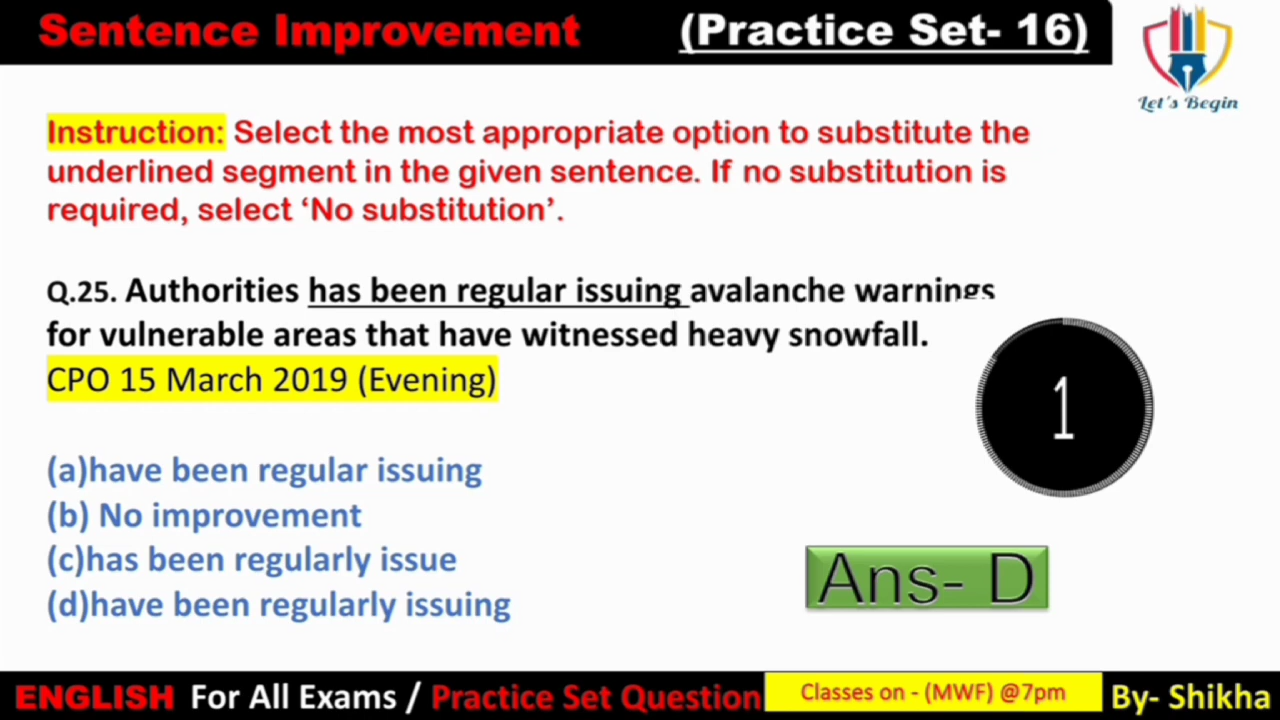 Sentence Improvement (Practice Set- 16)
Let's Begin
Instruction: Select the most appropriate option to substitute the
underlined segment in the given sentence. If no substitution is
required, select ‘No substitution’.
Q.25. Authorities has been regular issuing avalanche warnings
for vulnerable areas that have witnessed heavy snowfall.
CPO 15 March 2019 (Evening)
1
(a)have been regular issuing
(b) No improvement
(c)has been regularly issue
(d)have been regularly issuing
Ans- D
ENGLISH For All Exams / Practice Set Question Classes on - (MWF) @7pm By- Shikha